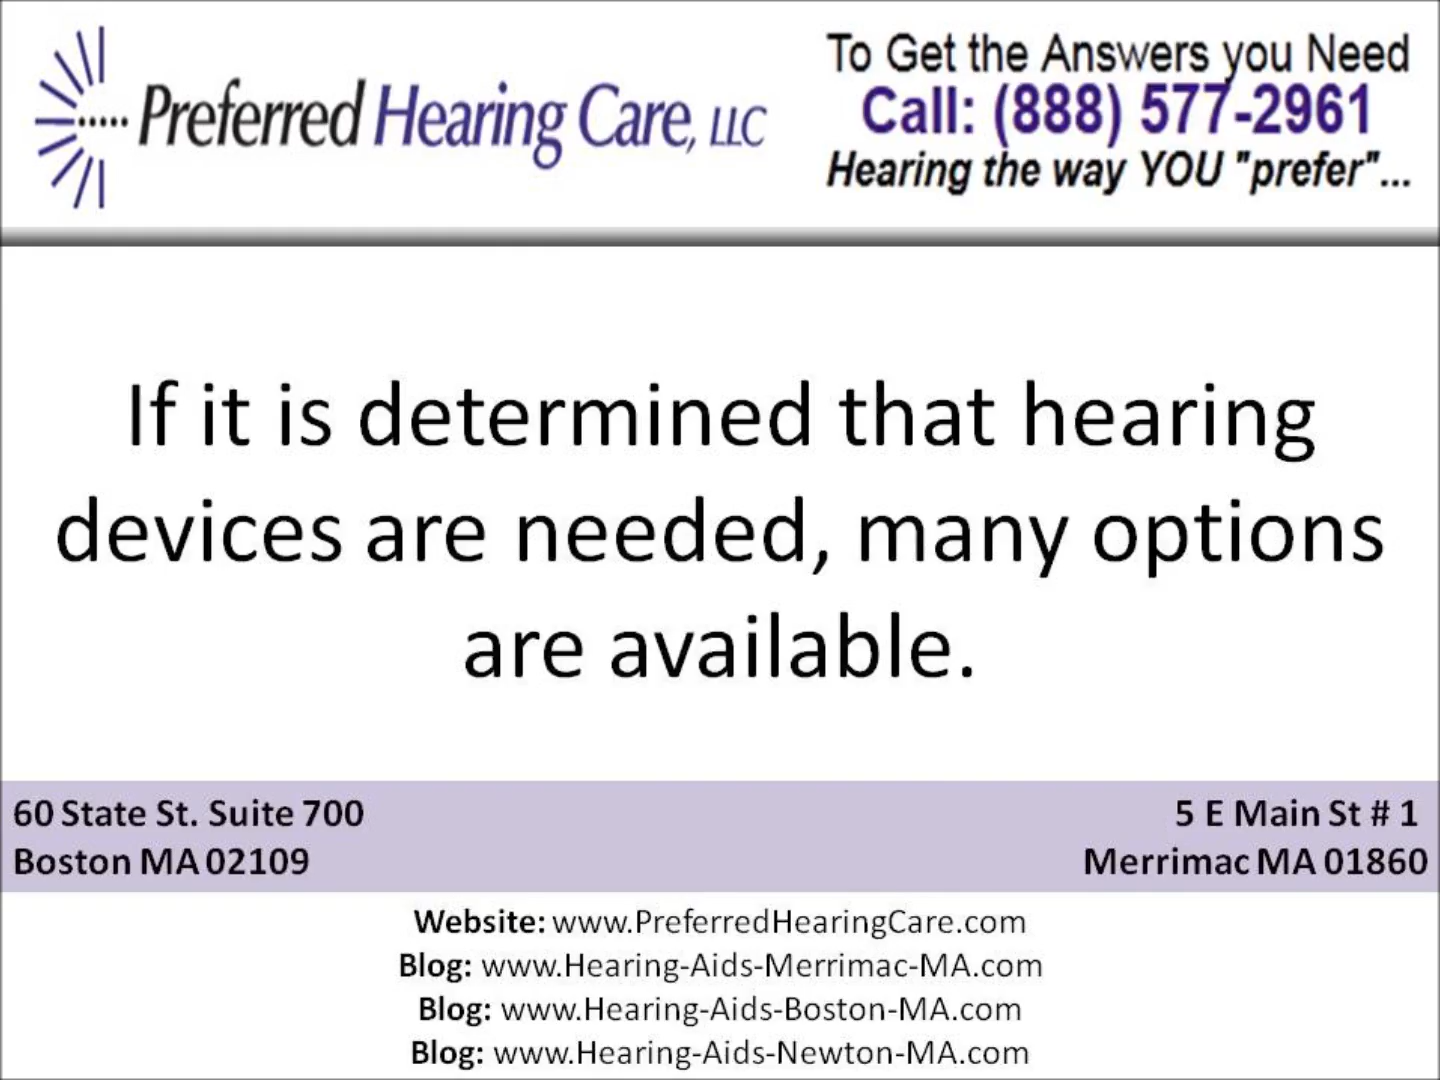 Preferred Hearing Care, LLC
To Get the Answers you Need
Call: (888) 577-2961
Hearing the way YOU "prefer"...
If it is determined that hearing
devices are needed, many options
are available.
60 State St. Suite 700
Boston MA 02109
5 E Main St # 1
Merrimac MA 01860
Website: www.PreferredHearingCare.com
Blog: www.Hearing-Aids-Merrimac-MA.com
Blog: www.Hearing-Aids-Boston-MA.com
Blog: www.Hearing-Aids-Newton-MA.com